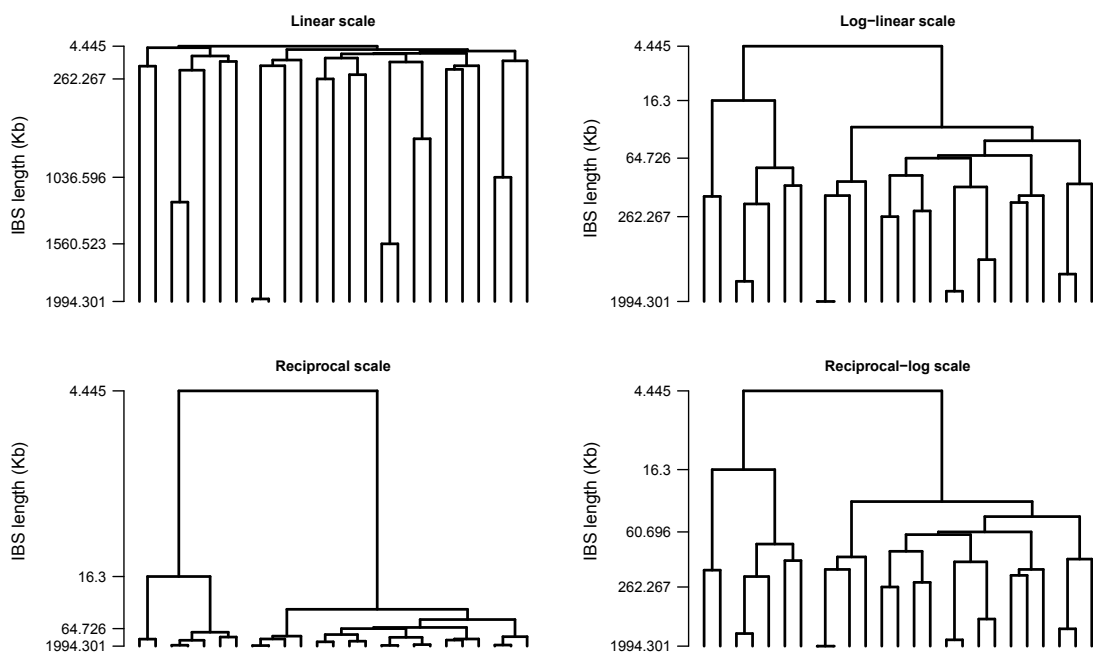 Linear scale
4.445
262.267
1036.596
1560.523
1994.301
IBS length (Kb)
Log−linear scale
4.445
16.3
64.726
262.267
1994.301
IBS length (Kb)
Reciprocal scale
4.445
16.3
64.726
1994.301
IBS length (Kb)
Reciprocal−log scale
4.445
16.3
60.696
262.267
1994.301
IBS length (Kb)